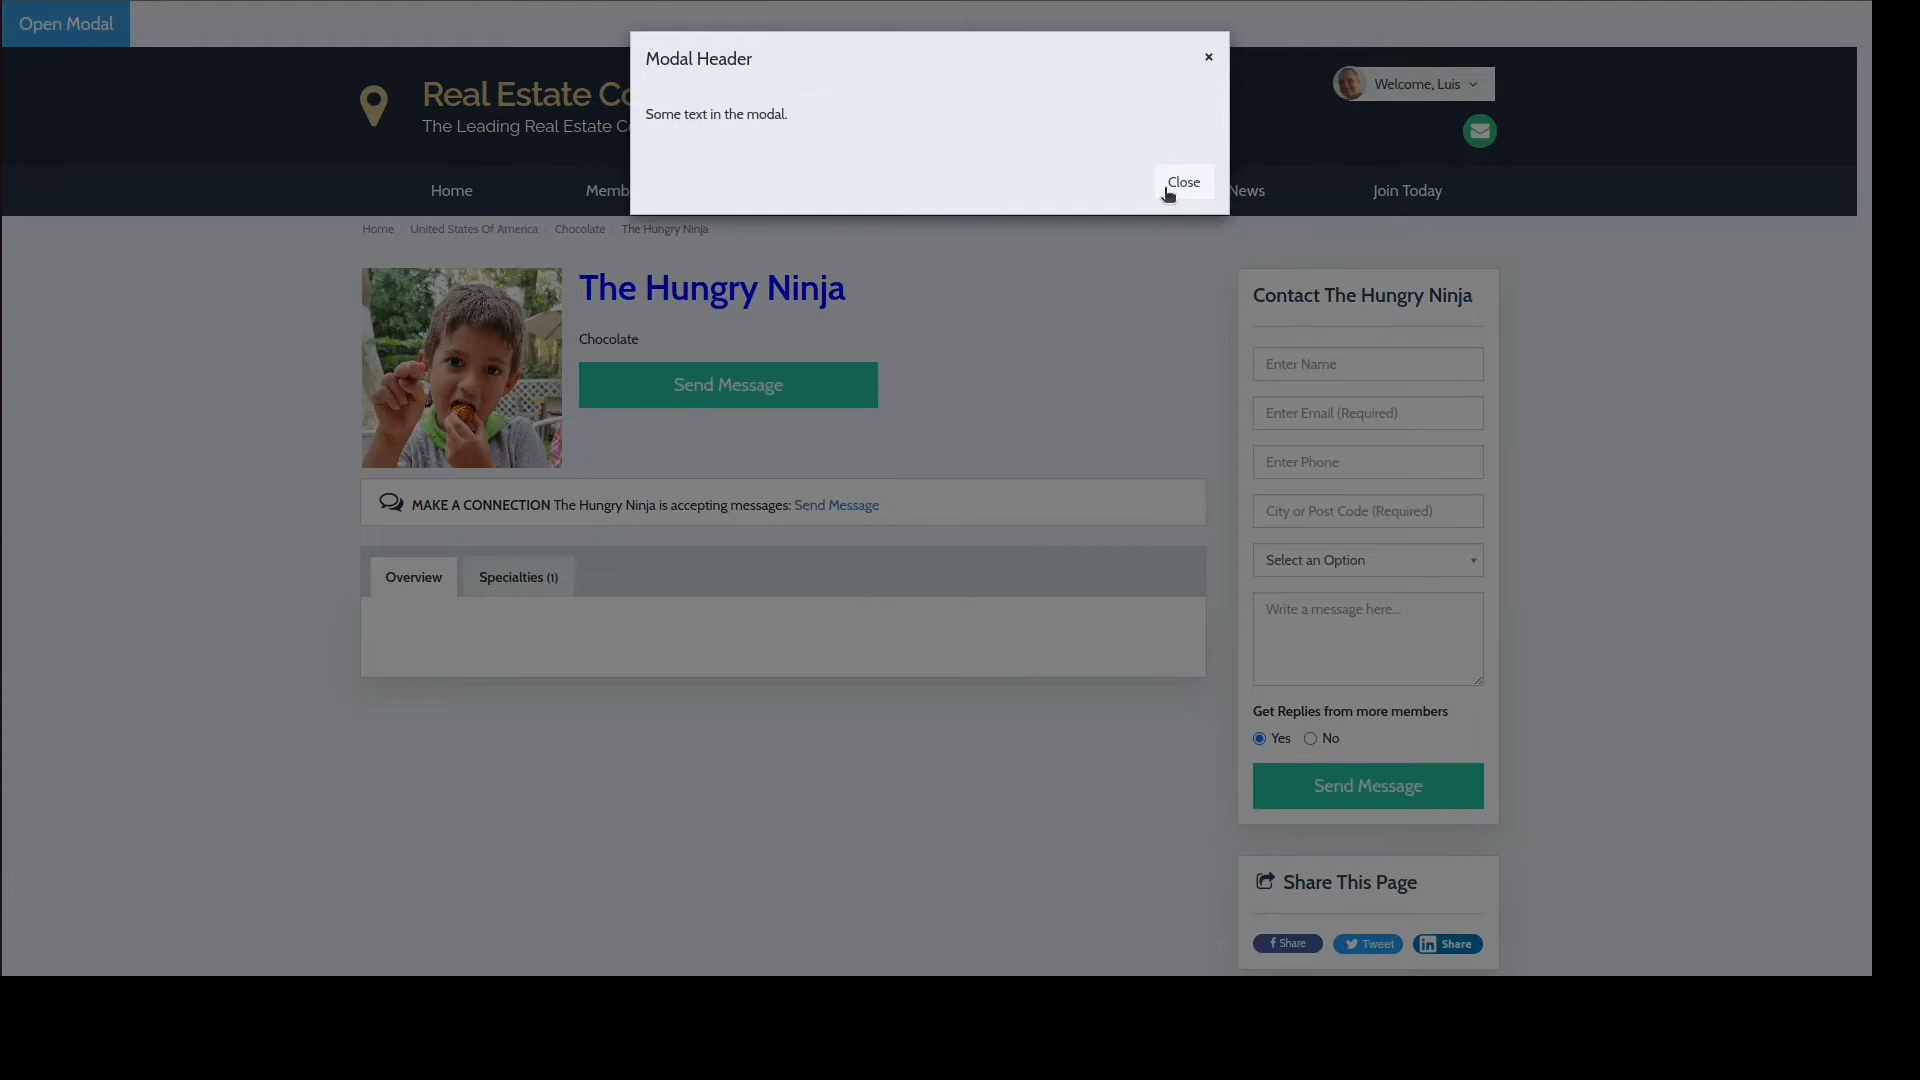 Open Modal
Modal Header
×
Some text in the modal.
Close
Real Estate Co
The Leading Real Estate C
Welcome, Luis
Home
Memb
News
Join Today
Home / United States Of America / Chocolate / The Hungry Ninja
The Hungry Ninja
Chocolate
Send Message
MAKE A CONNECTION The Hungry Ninja is accepting messages: Send Message
Overview
Specialties (1)
Contact The Hungry Ninja
Enter Name
Enter Email (Required)
Enter Phone
City or Post Code (Required)
Select an Option
Write a message here...
Get Replies from more members
Yes No
Send Message
Share This Page
f Share
Tweet
in Share